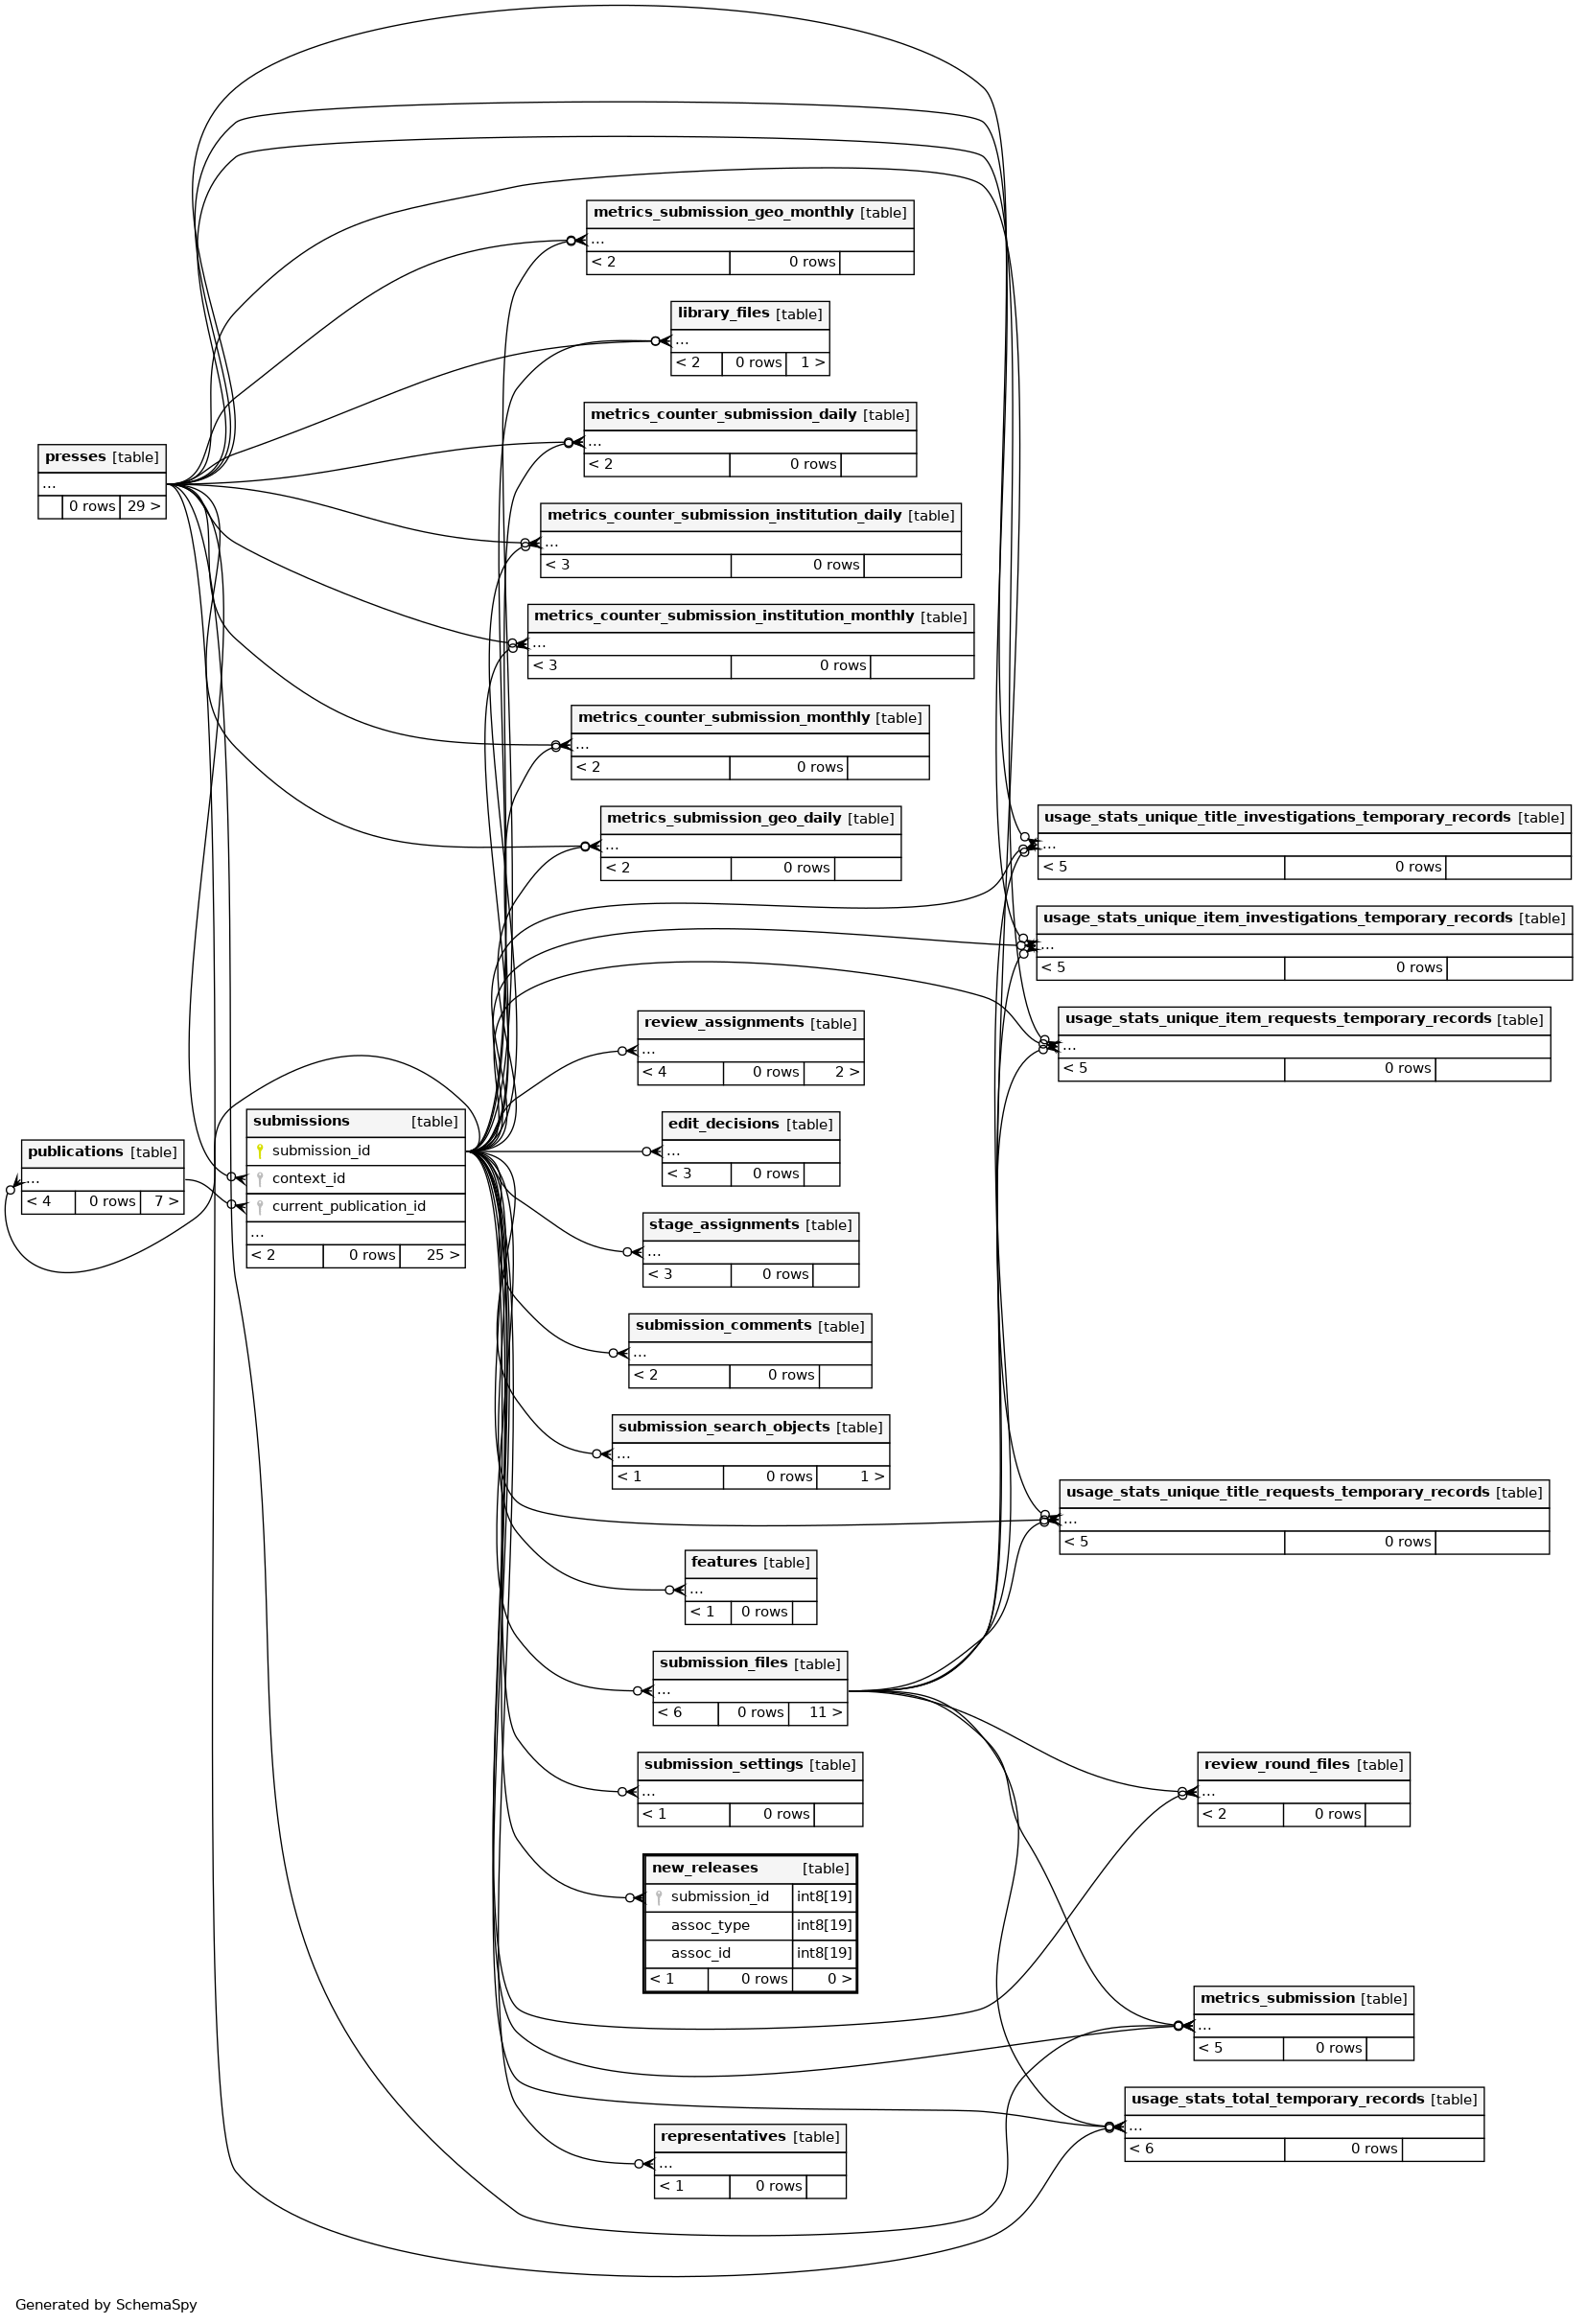 metrics_submission_geo_monthly [table]
...
< 2 0 rows
library_files [table]
...
< 2 0 rows 1 >
metrics_counter_submission_daily [table]
...
< 2 0 rows
presses [table]
...
0 rows 29 >
metrics_counter_submission_institution_daily [table]
...
< 3 0 rows
metrics_counter_submission_institution_monthly [table]
...
< 3 0 rows
metrics_counter_submission_monthly [table]
...
< 2 0 rows
metrics_submission_geo_daily [table]
...
< 2 0 rows
usage_stats_unique_title_investigations_temporary_records [table]
...
< 5 0 rows
usage_stats_unique_item_investigations_temporary_records [table]
...
< 5 0 rows
usage_stats_unique_item_requests_temporary_records [table]
...
< 5 0 rows
review_assignments [table]
...
< 4 0 rows 2 >
publications [table]
...
< 4 0 rows 7 >
submissions [table]
submission_id
context_id
current_publication_id
...
< 2 0 rows 25 >
edit_decisions [table]
...
< 3 0 rows
stage_assignments [table]
...
< 3 0 rows
submission_comments [table]
...
< 2 0 rows
submission_search_objects [table]
...
< 1 0 rows 1 >
usage_stats_unique_title_requests_temporary_records [table]
...
< 5 0 rows
features [table]
...
< 1 0 rows
submission_files [table]
...
< 6 0 rows 11 >
submission_settings [table]
...
< 1 0 rows
review_round_files [table]
...
< 2 0 rows
new_releases [table]
submission_id int8[19]
assoc_type int8[19]
assoc_id int8[19]
< 1 0 rows 0 >
metrics_submission [table]
...
< 5 0 rows
usage_stats_total_temporary_records [table]
...
< 6 0 rows
representatives [table]
...
< 1 0 rows
Generated by SchemaSpy